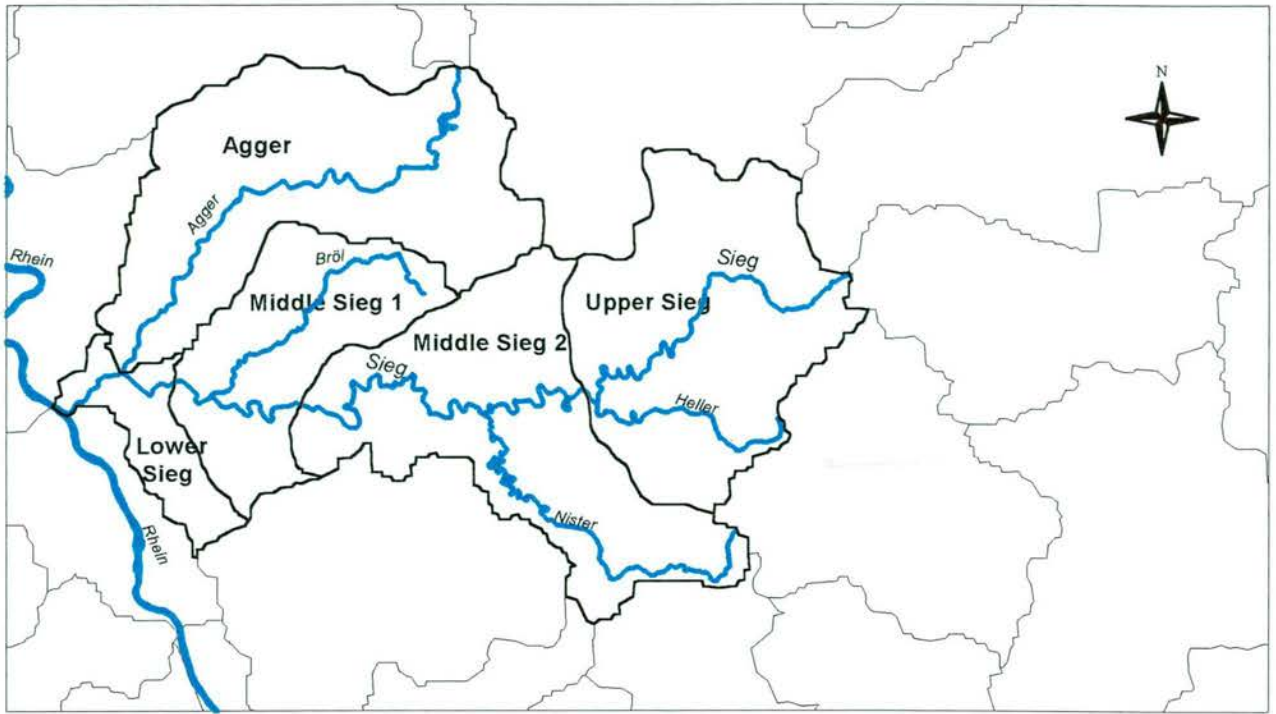 N
Agger
Agger
Rhein
Bröl
Sieg
Middle Sieg 1
Upper Sieg
Middle Sieg 2
Sieg
Heller
Lower
Sieg
Nister
Rhein